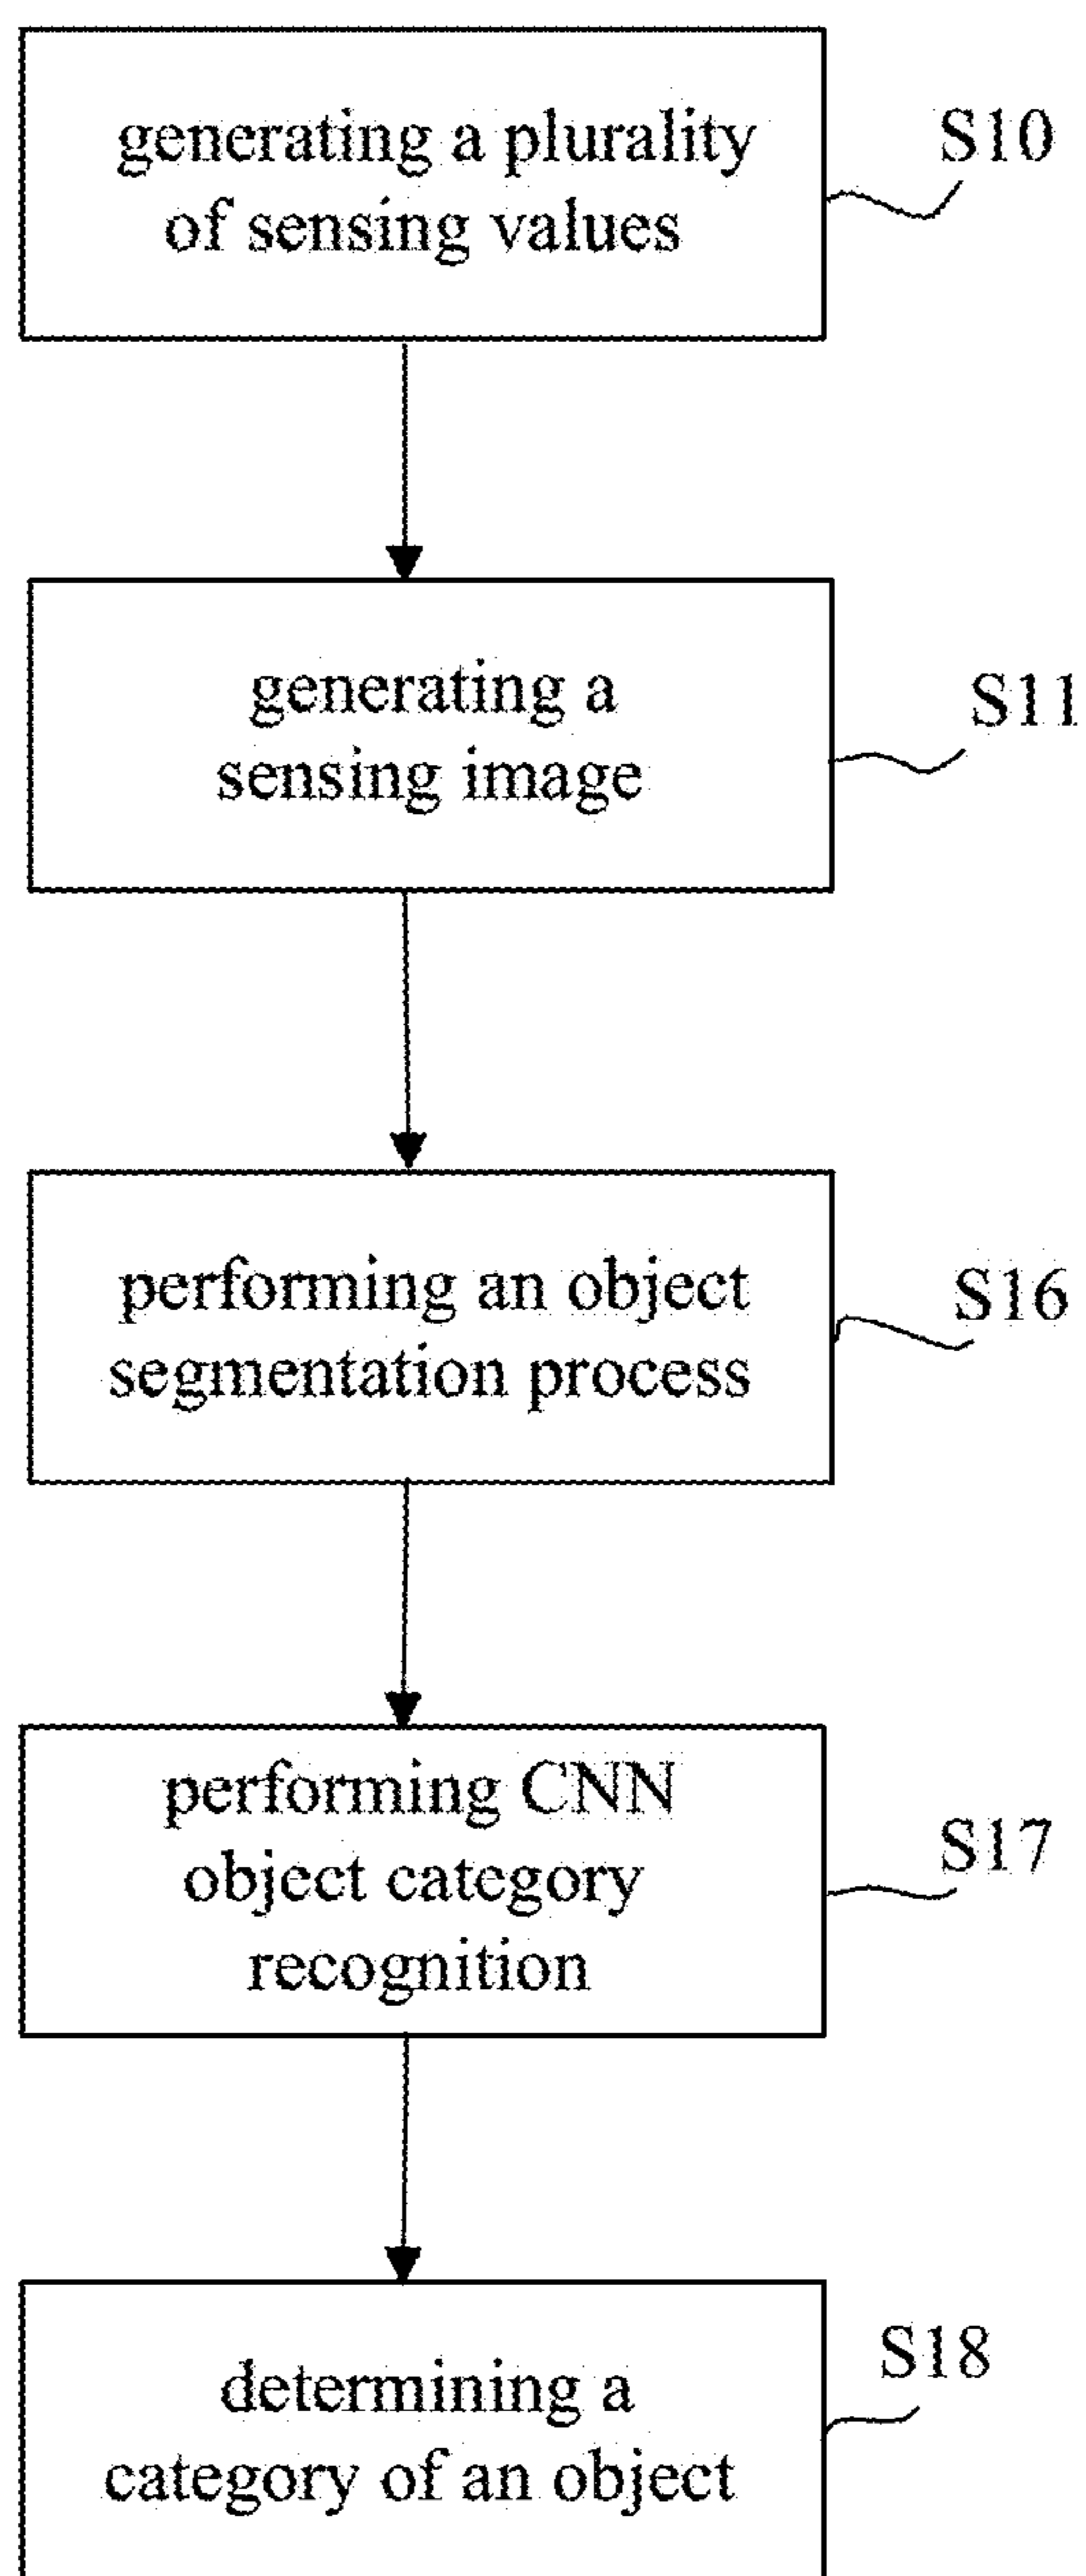 generating a plurality
of sensing values
S10
generating a
sensing image
S11
performing an object
segmentation process
S16
performing CNN
object category
recognition
S17
determining a
category of an object
S18